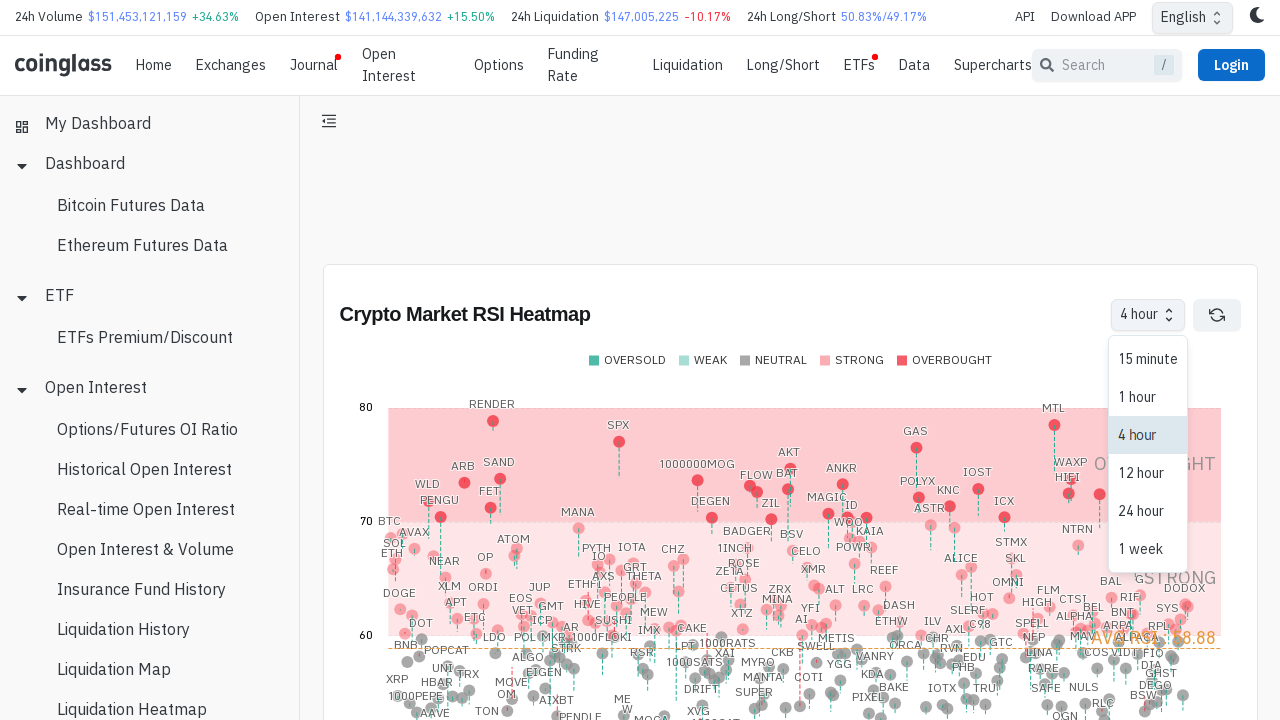 24h Volume $151,453,121,159 +34.63% Open Interest $141,144,339,632 +15.50% 24h Liquidation $147,005,225 -10.17% 24h Long/Short 50.83%/49.17% API Download APP English
coinglass Home Exchanges Journal Open Interest Options Funding Rate Liquidation Long/Short ETFs Data Supercharts Search / Login
My Dashboard
Dashboard
Bitcoin Futures Data
Ethereum Futures Data
ETF
ETFs Premium/Discount
Open Interest
Options/Futures OI Ratio
Historical Open Interest
Real-time Open Interest
Open Interest & Volume
Insurance Fund History
Liquidation History
Liquidation Map
Liquidation Heatmap
Crypto Market RSI Heatmap
4 hour
15 minute
1 hour
4 hour
12 hour
24 hour
1 week
OVERSOLD WEAK NEUTRAL STRONG OVERBOUGHT
80
70
60
RENDER
MTL
SPX
GAS
AKT
ARB SAND 1000000MOG FLOW BAT ANKR IOST WAXP
WLD FET POLYX KNC HIFI
PENGU DEGEN ZIL MAGIC ID ASTR ICX
BTC MANA WOO KAIA NTRN
AVAX ATOM BADGER BSV STMX
SOL ETH OP PYTH IO IOTA CHZ 1INCH CELO POWR ALICE SKL
NEAR GRT ROSE
AXS THETA ZETA XMR REEF OMNI BAL GS STRONG
DOGE XLM ORDI JUP ETHFI CETUS ZRX ALT LRC HOT FLM
APT EOS GMT HIVE PEOPLE MEW XTZ MINA YFI DASH SLERF HIGH CTSI BEL RIF DODOX
DOT ETC VET ICP AR SUSHI IMX CAKE AI ETHW ILV C98 SPELL ALPHA BNT ARPA SYS
BNB LDO POL MKR 1000FLOKI 1000RATS METIS AXL CHR NFP MAV ALPACA RPL
POPCAT STRK RSR LPT XAI CKB SWELL ORCA RVN GTC LINA COS VIDT FIO
UNI TRX ALGO 1000SATS MYRO YGG VANRY EDU PHB RARE DIA
XRP HBAR MOVE EIGEN DRIFT MANTA COTI KDA BAKE IOTX SAFE NULS GHST
1000PEPE OM AIXBT ME SUPER PIXEL DEGO BSW
AAVE TON PENDLE W MOCA XVG OGN RLC